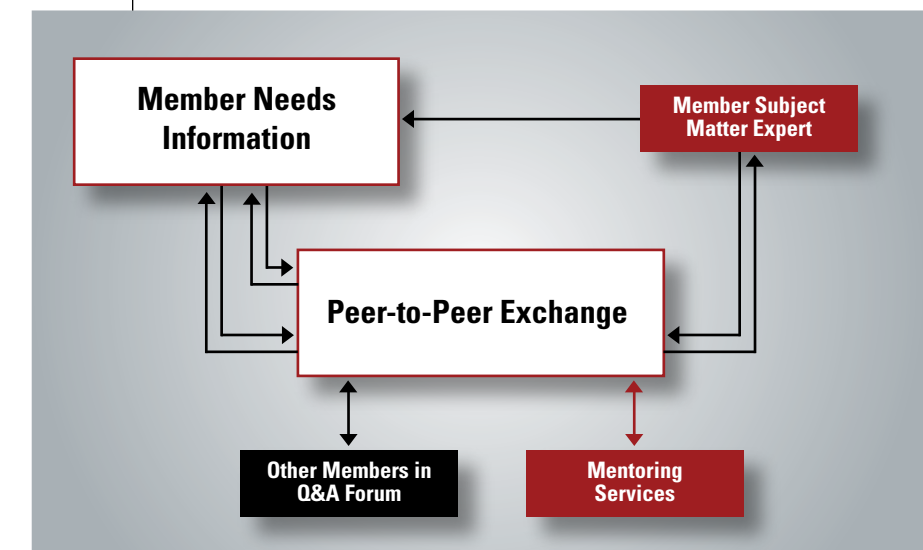 Member Needs
Information
Member Subject
Matter Expert
Peer-to-Peer Exchange
Other Members in
Q&A Forum
Mentoring
Services